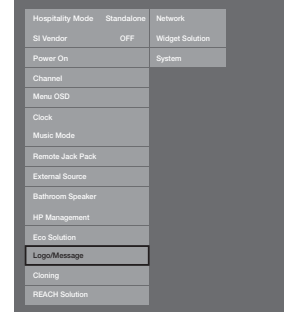 Hospitality Mode Standalone Network
SI Vendor OFF Widget Solution
Power On System
Channel
Menu OSD
Clock
Music Mode
Remote Jack Pack
External Source
Bathroom Speaker
HP Management
Eco Solution
Logo/Message
Cloning
REACH Solution